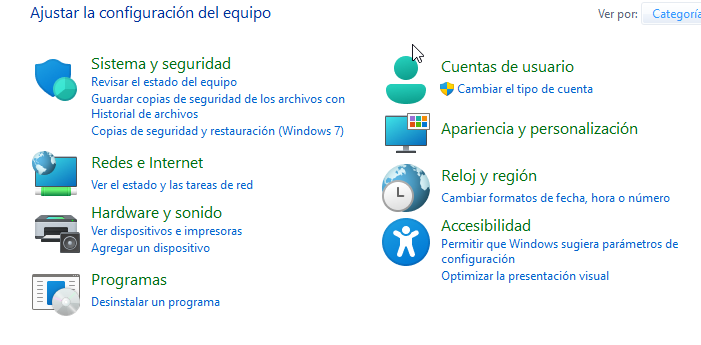 Ajustar la configuración del equipo
Ver por: Categoría
Sistema y seguridad
Revisar el estado del equipo
Guardar copias de seguridad de los archivos con
Historial de archivos
Copias de seguridad y restauración (Windows 7)
Redes e Internet
Ver el estado y las tareas de red
Hardware y sonido
Ver dispositivos e impresoras
Agregar un dispositivo
Programas
Desinstalar un programa
Cuentas de usuario
Cambiar el tipo de cuenta
Apariencia y personalización
Reloj y región
Cambiar formatos de fecha, hora o número
Accesibilidad
Permitir que Windows sugiera parámetros de
configuración
Optimizar la presentación visual